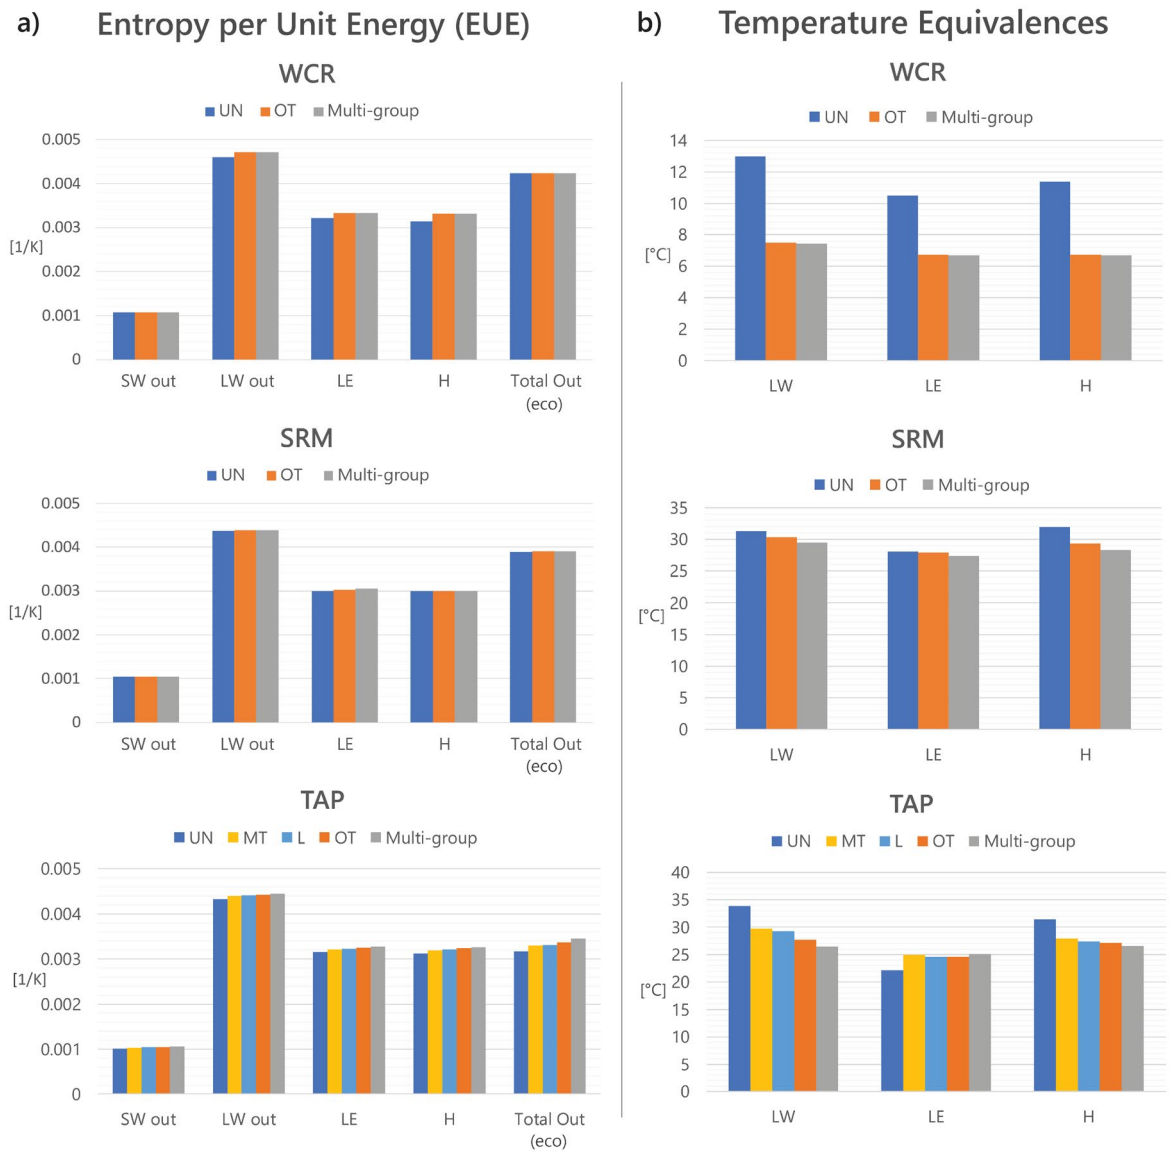 a) Entropy per Unit Energy (EUE)
WCR
UN OT Multi-group
0.005
0.004
0.003
[1/K]
0.002
0.001
0
SW out LW out LE H Total Out
(eco)
SRM
UN OT Multi-group
0.005
0.004
0.003
[1/K]
0.002
0.001
0
SW out LW out LE H Total Out
(eco)
TAP
UN MT L OT Multi-group
0.005
0.004
0.003
[1/K]
0.002
0.001
0
SW out LW out LE H Total Out
(eco)
b) Temperature Equivalences
WCR
UN OT Multi-group
14
12
10
8
[°C]
6
4
2
0
LW LE H
SRM
UN OT Multi-group
35
30
25
20
[°C]
15
10
5
0
LW LE H
TAP
UN MT L OT Multi-group
40
35
30
25
[°C] 20
15
10
5
0
LW LE H